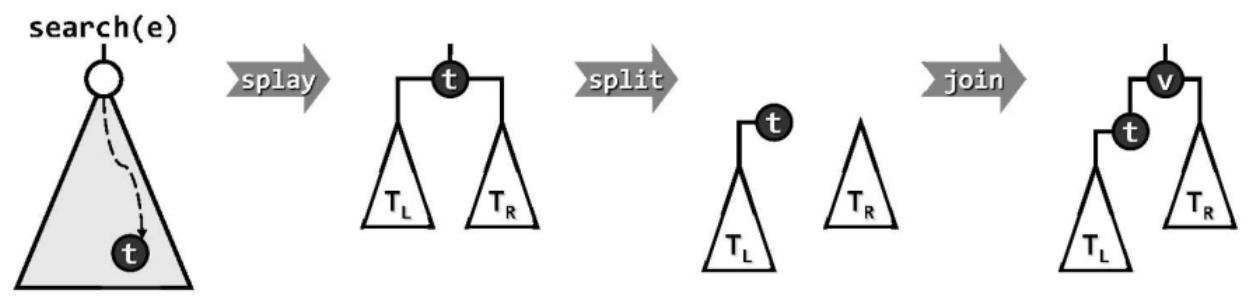 search(e)
splay
split
join
t
t
T_L
T_R
t
T_L
T_R
v
t
T_L
T_R